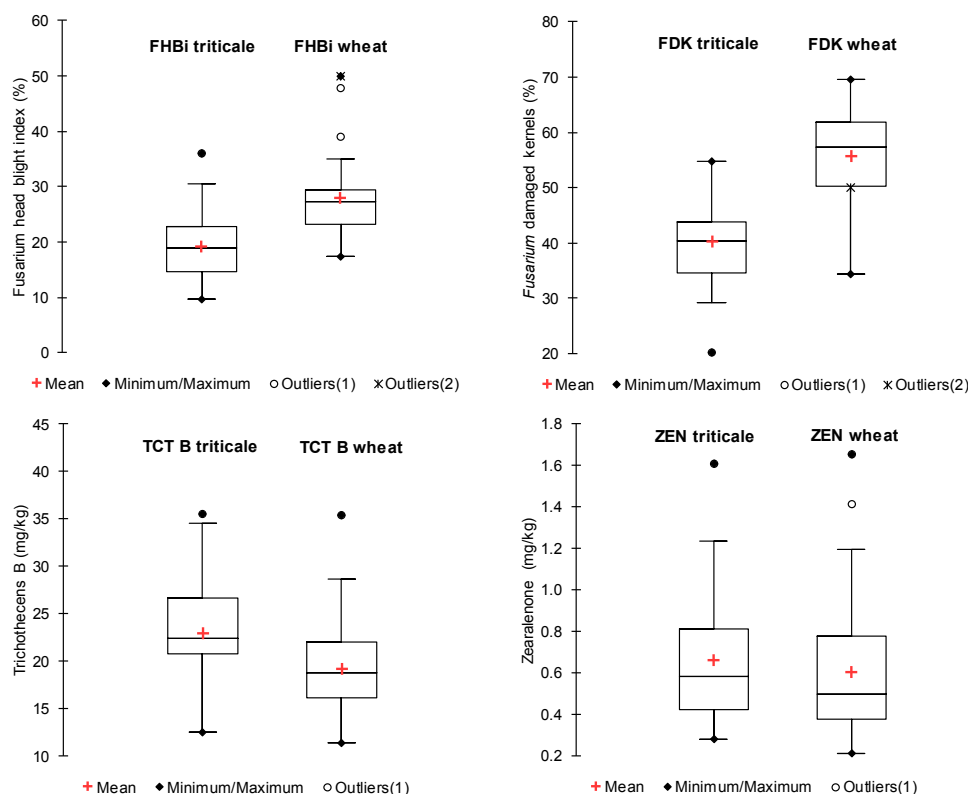 60
50
40
30
20
10
0
Fusarium head blight index (%)
FHBi triticale
FHBi wheat
Mean Minimum/Maximum Outliers(1) Outliers(2)
80
70
60
50
40
30
20
Fusarium damaged kernels (%)
FDK triticale
FDK wheat
Mean Minimum/Maximum Outliers(1) Outliers(2)
45
40
35
30
25
20
15
10
Trichothecens B (mg/kg)
TCT B triticale
TCT B wheat
Mean Minimum/Maximum Outliers(1)
1.8
1.6
1.4
1.2
1.0
0.8
0.6
0.4
0.2
Zearalenone (mg/kg)
ZEN triticale
ZEN wheat
Mean Minimum/Maximum Outliers(1)